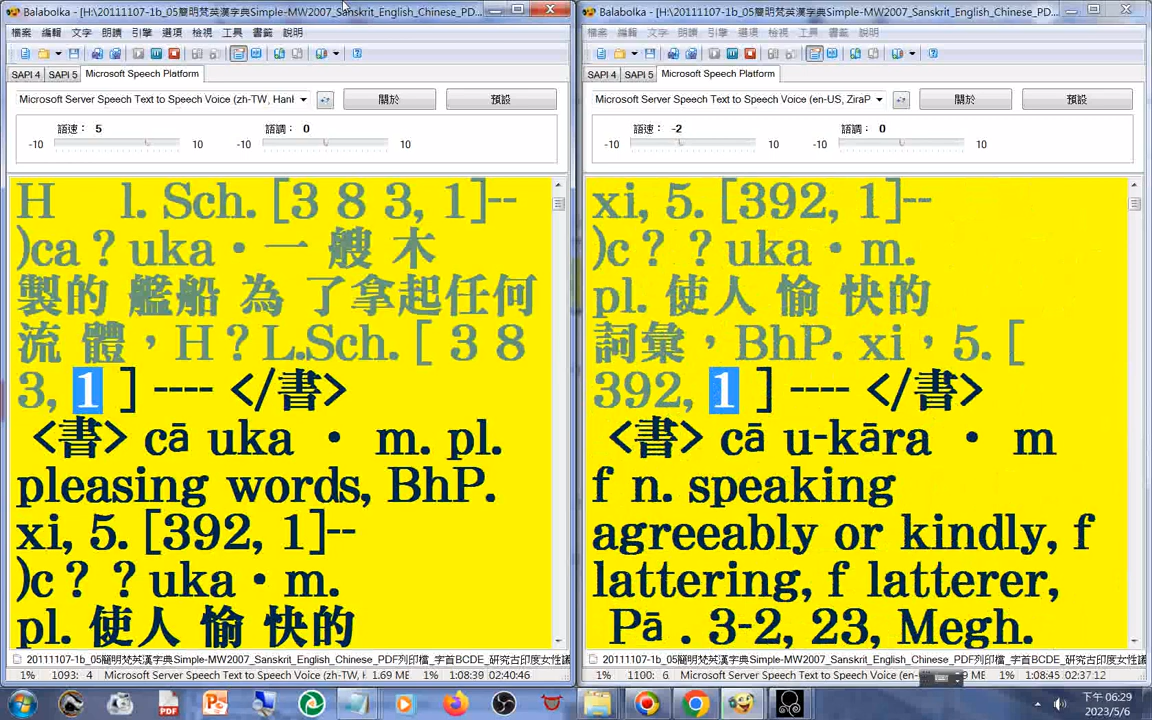 Balabolka - [H:\20111107-1b_05簡明梵英漢字典Simple-MW2007_Sanskrit_English_Chinese_PD...
檔案 編輯 文字 朗讀 引擎 選項 檢視 工具 書籤 說明
SAPI 4 SAPI 5 Microsoft Speech Platform
Microsoft Server Speech Text to Speech Voice (zh-TW, Hanl
關於
預設
語速： 5
語調： 0
-10 10 -10 10
H l. Sch. [3 8 3, 1]--
)ca？uka・一 艘 木
製的 艦船 為 了拿起任何
流 體，H？L.Sch. [ 3 8
3, 1 ] ---- </書>
<書> cā uka ・ m. pl.
pleasing words, BhP.
xi, 5. [392, 1]--
)c？？uka・m.
pl. 使人 愉 快的
20111107-1b_05簡明梵英漢字典Simple-MW2007_Sanskrit_English_Chinese_PDF列印檔_字首BCDE_研究古印度女性議
1% 1093: 4 Microsoft Server Speech Text to Speech Voice (zh-TW, H 1.69 ME 1% 1:08:39 02:40:46
Balabolka - [H:\20111107-1b_05簡明梵英漢字典Simple-MW2007_Sanskrit_English_Chinese_PD...
檔案 編輯 文字 朗讀 引擎 選項 檢視 工具 書籤 說明
SAPI 4 SAPI 5 Microsoft Speech Platform
Microsoft Server Speech Text to Speech Voice (en-US, ZiraP
關於
預設
語速： -2
語調： 0
-10 10 -10 10
xi, 5. [392, 1]--
)c？？uka・m.
pl. 使人 愉 快的
詞彙，BhP. xi，5. [
392, 1 ] ---- </書>
<書> cā u-kāra ・ m
f n. speaking
agreeably or kindly, f
lattering, f latterer,
Pā . 3-2, 23, Megh.
20111107-1b_05簡明梵英漢字典Simple-MW2007_Sanskrit_English_Chinese_PDF列印檔_字首BCDE_研究古印度女性議
1% 1100: 6 Microsoft Server Speech Text to Speech Voice (en-U ME 1% 1:08:45 02:37:12
PDF
下午 06:29
2023/5/6